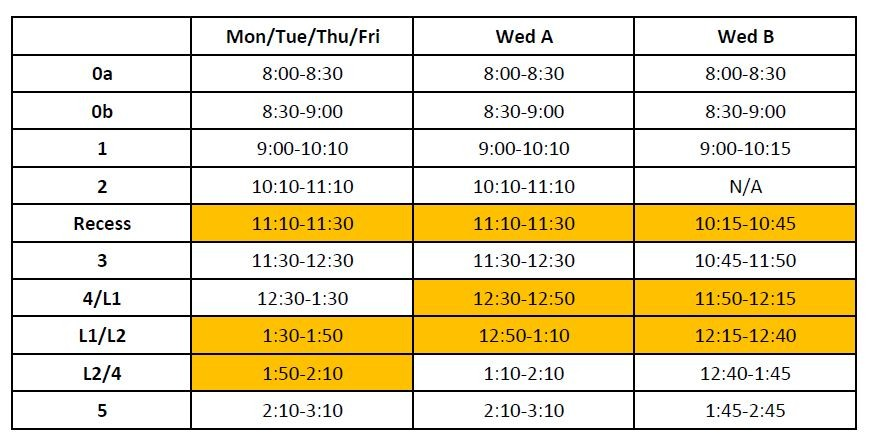 Mon/Tue/Thu/Fri Wed A Wed B
0a 8:00-8:30 8:00-8:30 8:00-8:30
0b 8:30-9:00 8:30-9:00 8:30-9:00
1 9:00-10:10 9:00-10:10 9:00-10:15
2 10:10-11:10 10:10-11:10 N/A
Recess 11:10-11:30 11:10-11:30 10:15-10:45
3 11:30-12:30 11:30-12:30 10:45-11:50
4/L1 12:30-1:30 12:30-12:50 11:50-12:15
L1/L2 1:30-1:50 12:50-1:10 12:15-12:40
L2/4 1:50-2:10 1:10-2:10 12:40-1:45
5 2:10-3:10 2:10-3:10 1:45-2:45